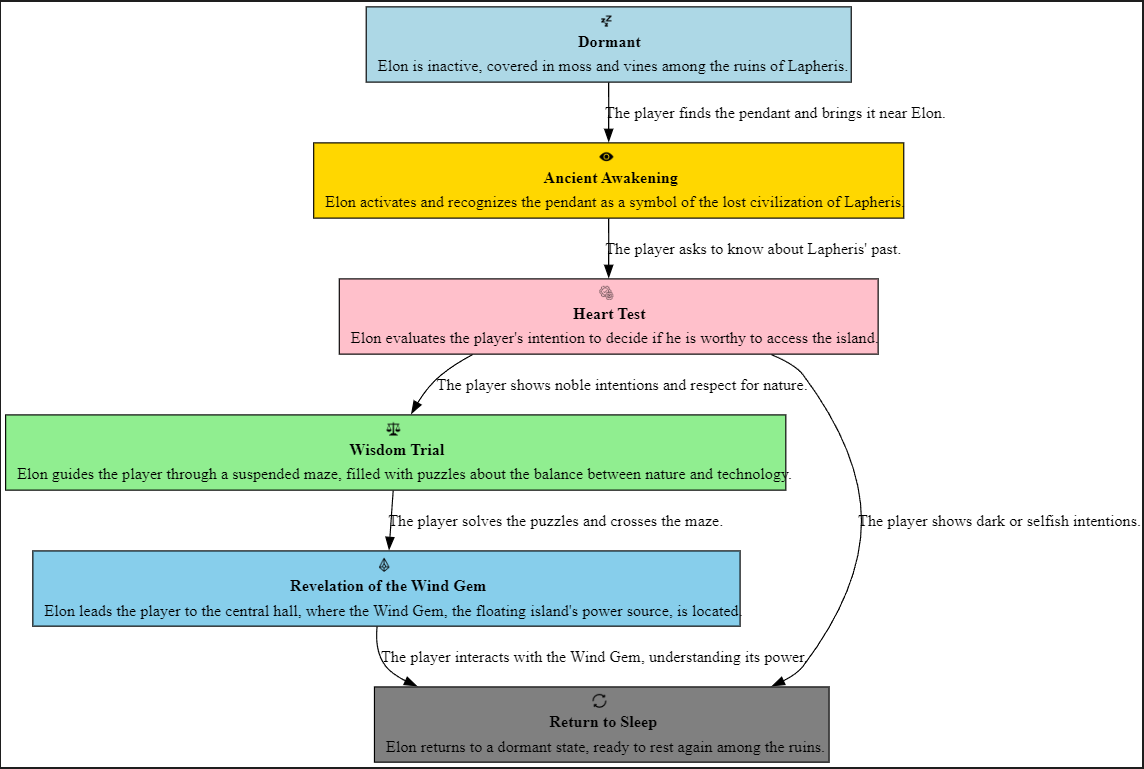 Dormant
Elon is inactive, covered in moss and vines among the ruins of Lapheris.
The player finds the pendant and brings it near Elon.
Ancient Awakening
Elon activates and recognizes the pendant as a symbol of the lost civilization of Lapheris.
The player asks to know about Lapheris' past.
Heart Test
Elon evaluates the player's intention to decide if he is worthy to access the island.
The player shows noble intentions and respect for nature.
Wisdom Trial
Elon guides the player through a suspended maze, filled with puzzles about the balance between nature and technology.
The player solves the puzzles and crosses the maze.
The player shows dark or selfish intentions.
Revelation of the Wind Gem
Elon leads the player to the central hall, where the Wind Gem, the floating island's power source, is located.
The player interacts with the Wind Gem, understanding its power.
Return to Sleep
Elon returns to a dormant state, ready to rest again among the ruins.